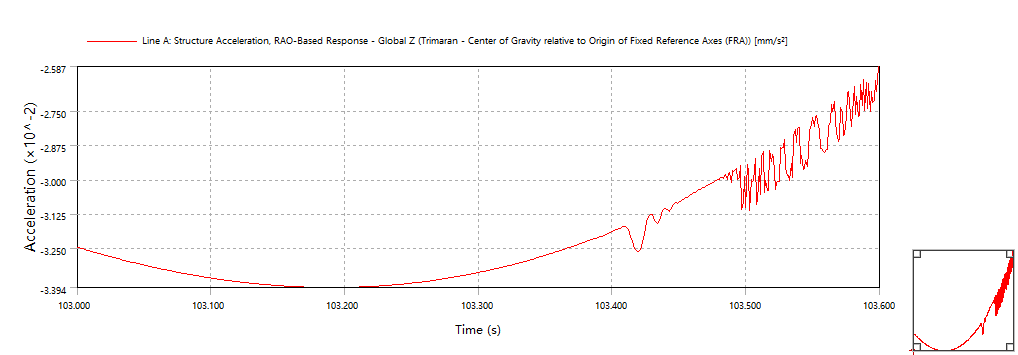 Line A: Structure Acceleration, RAO-Based Response - Global Z (Trimaran - Center of Gravity relative to Origin of Fixed Reference Axes (FRA)) [mm/s²]
Acceleration (×10^-2)
-2.587
-2.750
-2.875
-3.000
-3.125
-3.250
-3.394
103.000 103.100 103.200 103.300 103.400 103.500 103.600
Time (s)